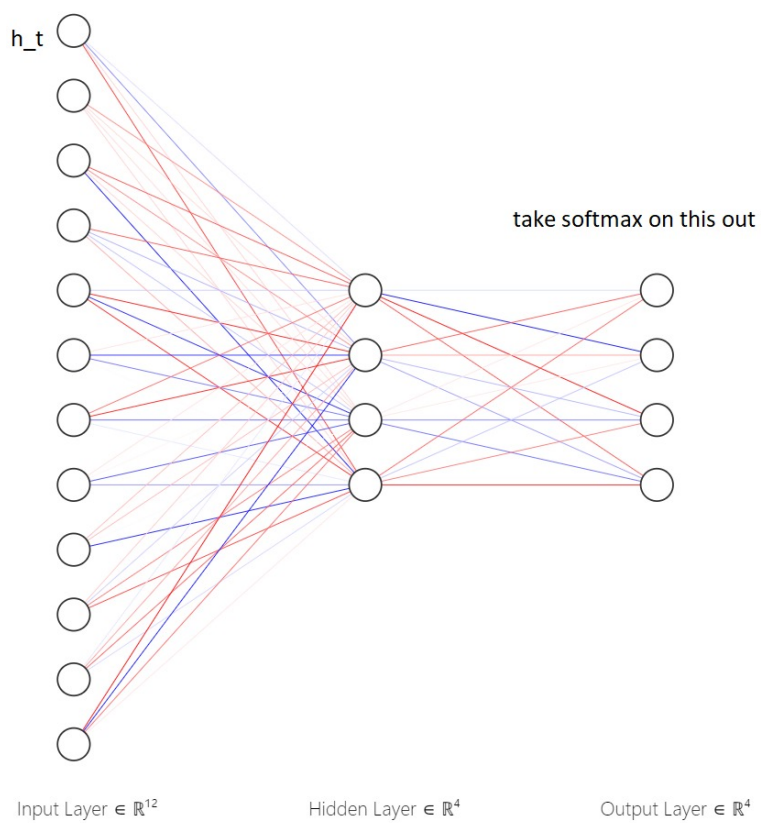 h_t
take softmax on this out
Input Layer ∈ ℝ¹²
Hidden Layer ∈ ℝ⁴
Output Layer ∈ ℝ⁴